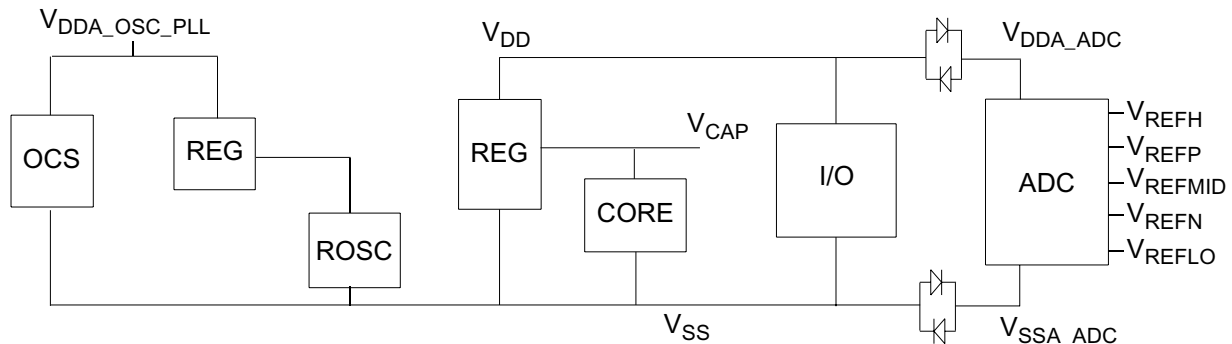 VDDA_OSC_PLL
VDD
VDDA_ADC
OCS
REG
REG
VCAP
I/O
ADC
VREFH
VREFP
VREFMID
VREFN
VREFLO
ROSC
CORE
VSS
VSSA_ADC